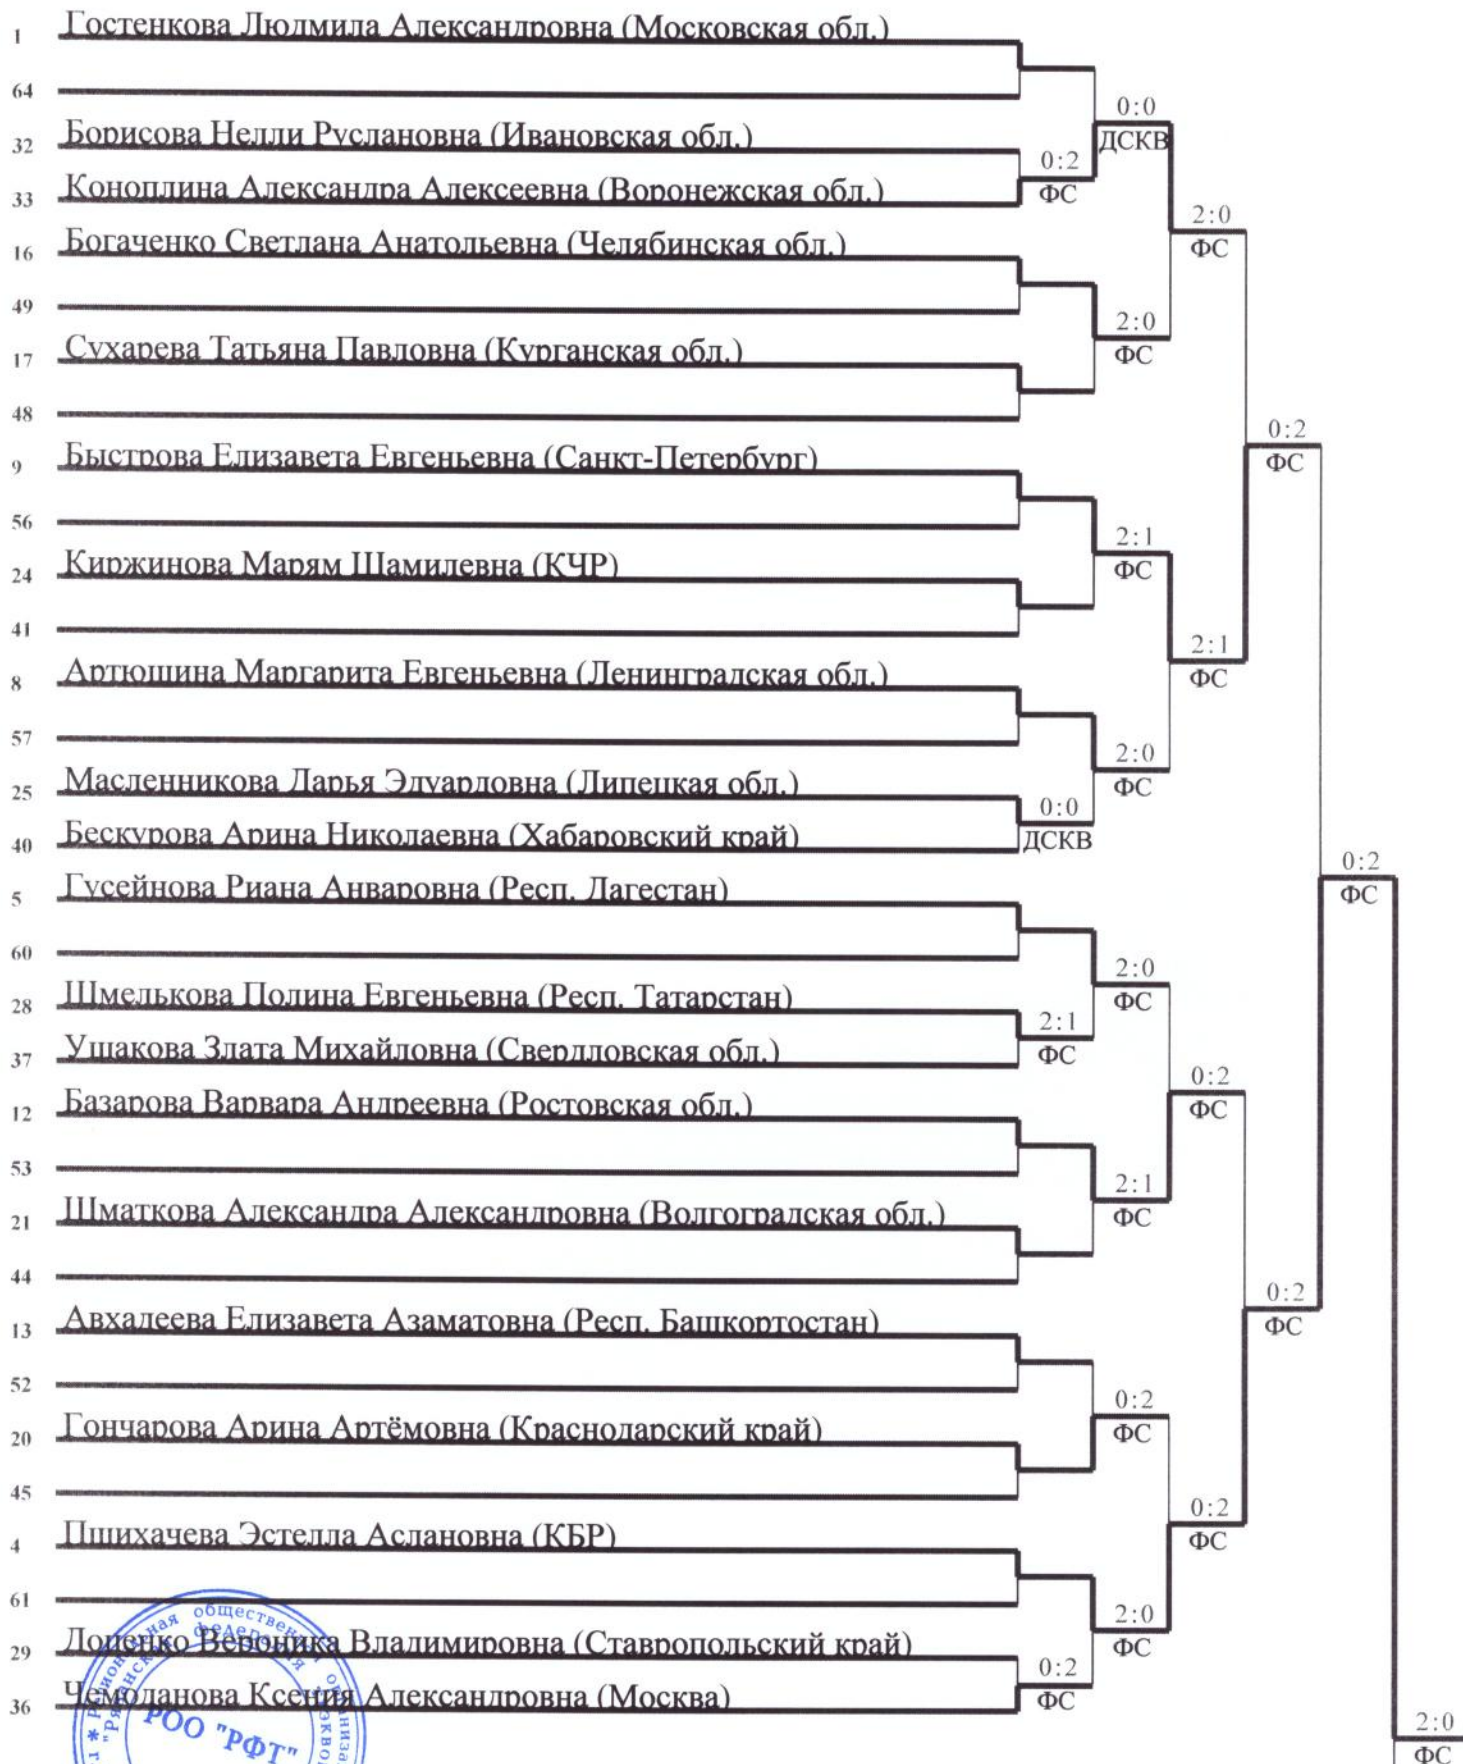 1 Гостенкова Людмила Александровна (Московская обл.)
64
0:0
32 Борисова Нелли Руслановна (Ивановская обл.)
ДСКВ
0:2
33 Коноплина Александра Алексеевна (Воронежская обл.)
ФС
2:0
16 Богаченко Светлана Анатольевна (Челябинская обл.)
ФС
49
2:0
17 Сухарева Татьяна Павловна (Курганская обл.)
ФС
48
0:2
9 Быстрова Елизавета Евгеньевна (Санкт-Петербург)
ФС
56
2:1
24 Киржинова Марям Шамилевна (КЧР)
ФС
41
2:1
8 Артюшина Маргарита Евгеньевна (Ленинградская обл.)
ФС
57
2:0
25 Масленникова Дарья Эдуардовна (Липецкая обл.)
ФС
0:0
40 Бескурова Арина Николаевна (Хабаровский край)
ДСКВ
0:2
5 Гусейнова Риана Анваровна (Респ. Дагестан)
ФС
60
2:0
28 Шмелькова Полина Евгеньевна (Респ. Татарстан)
ФС
2:1
37 Ушакова Злата Михайловна (Свердловская обл.)
ФС
0:2
12 Базарова Варвара Андреевна (Ростовская обл.)
ФС
53
2:1
21 Шматкова Александра Александровна (Волгоградская обл.)
ФС
44
0:2
13 Авхадеева Елизавета Азаматовна (Респ. Башкортостан)
ФС
52
0:2
20 Гончарова Арина Артёмовна (Краснодарский край)
ФС
45
0:2
4 Пшихачева Эстелла Аслановна (КБР)
ФС
61
2:0
29 Доценко Вероника Владимировна (Ставропольский край)
ФС
0:2
36 Чемоданова Ксения Александровна (Москва)
ФС
РОО "РФТ"
2:0
ФС